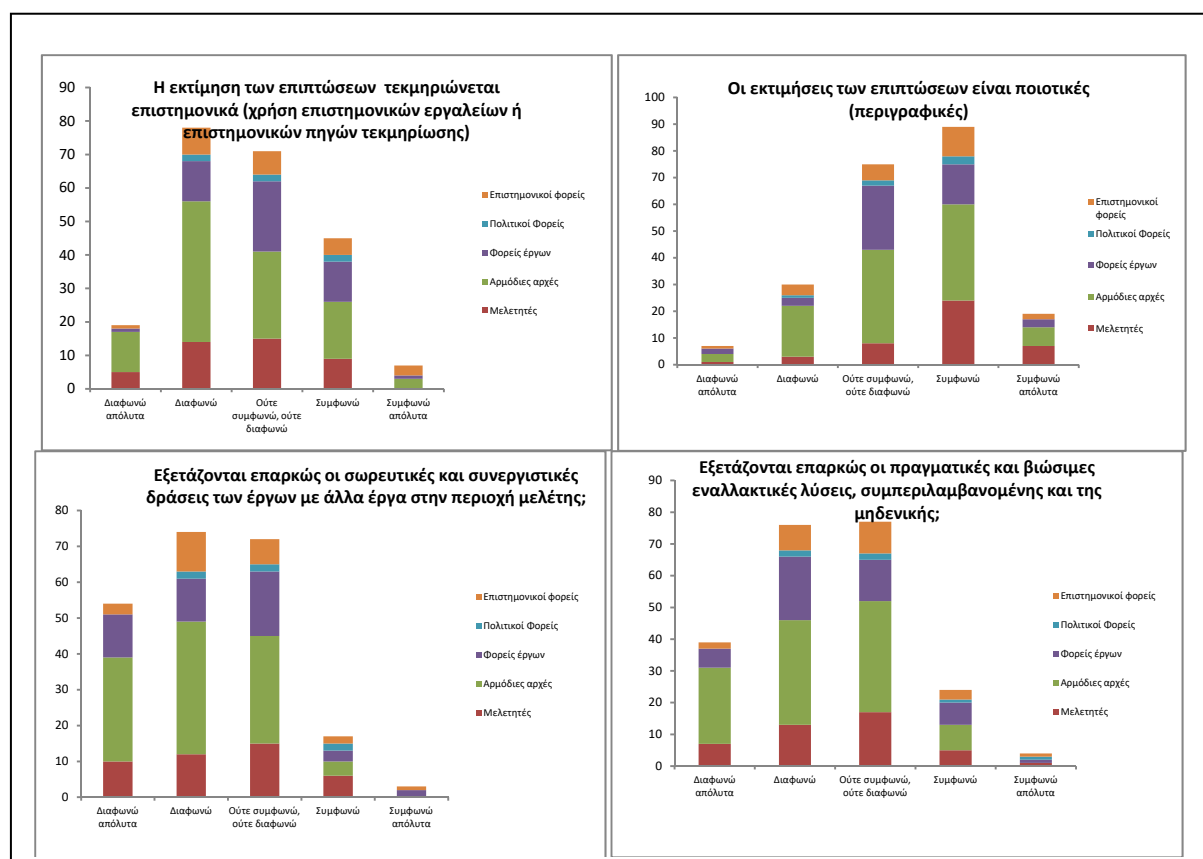 Η εκτίμηση των επιπτώσεων τεκμηριώνεται
επιστημονικά (χρήση επιστημονικών εργαλείων ή
επιστημονικών πηγών τεκμηρίωσης)
90
80
70
60
50
40
30
20
10
0
Διαφωνώ απόλυτα
Διαφωνώ
Ούτε συμφωνώ, ούτε διαφωνώ
Συμφωνώ
Συμφωνώ απόλυτα
Επιστημονικοί φορείς
Πολιτικοί Φορείς
Φορείς έργων
Αρμόδιες αρχές
Μελετητές
Οι εκτιμήσεις των επιπτώσεων είναι ποιοτικές
(περιγραφικές)
100
90
80
70
60
50
40
30
20
10
0
Διαφωνώ απόλυτα
Διαφωνώ
Ούτε συμφωνώ, ούτε διαφωνώ
Συμφωνώ
Συμφωνώ απόλυτα
Επιστημονικοί
φορείς
Πολιτικοί Φορείς
Φορείς έργων
Αρμόδιες αρχές
Μελετητές
Εξετάζονται επαρκώς οι σωρευτικές και συνεργιστικές
δράσεις των έργων με άλλα έργα στην περιοχή μελέτης;
80
70
60
50
40
30
20
10
0
Διαφωνώ απόλυτα
Διαφωνώ
Ούτε συμφωνώ, ούτε διαφωνώ
Συμφωνώ
Συμφωνώ απόλυτα
Επιστημονικοί φορείς
Πολιτικοί Φορείς
Φορείς έργων
Αρμόδιες αρχές
Μελετητές
Εξετάζονται επαρκώς οι πραγματικές και βιώσιμες
εναλλακτικές λύσεις, συμπεριλαμβανομένης και της
μηδενικής;
90
80
70
60
50
40
30
20
10
0
Διαφωνώ απόλυτα
Διαφωνώ
Ούτε συμφωνώ, ούτε διαφωνώ
Συμφωνώ
Συμφωνώ απόλυτα
Επιστημονικοί φορείς
Πολιτικοί Φορείς
Φορείς έργων
Αρμόδιες αρχές
Μελετητές